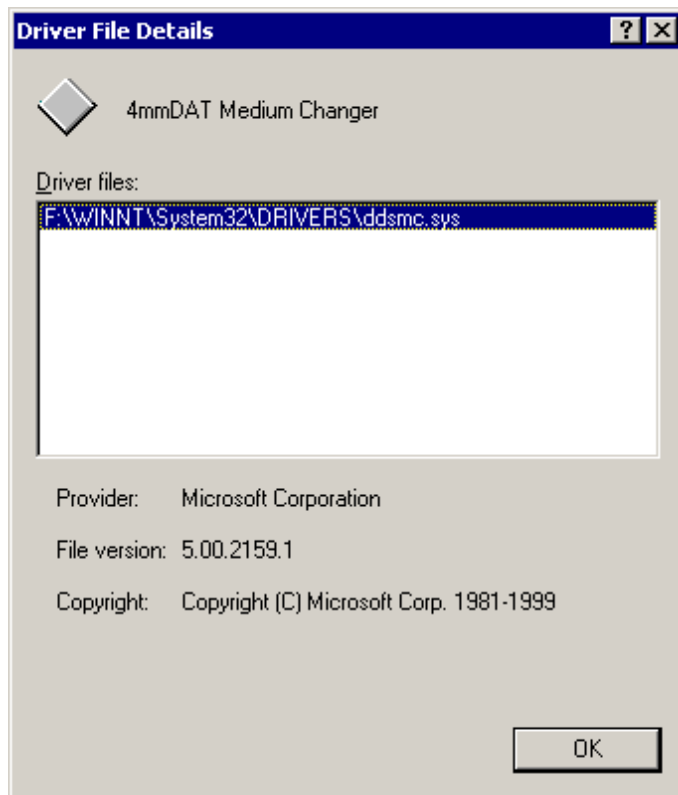 Driver File Details
4mmDAT Medium Changer
Driver files:
F:\WINNT\System32\DRIVERS\ddsmc.sys
Provider: Microsoft Corporation
File version: 5.00.2159.1
Copyright: Copyright (C) Microsoft Corp. 1981-1999
OK